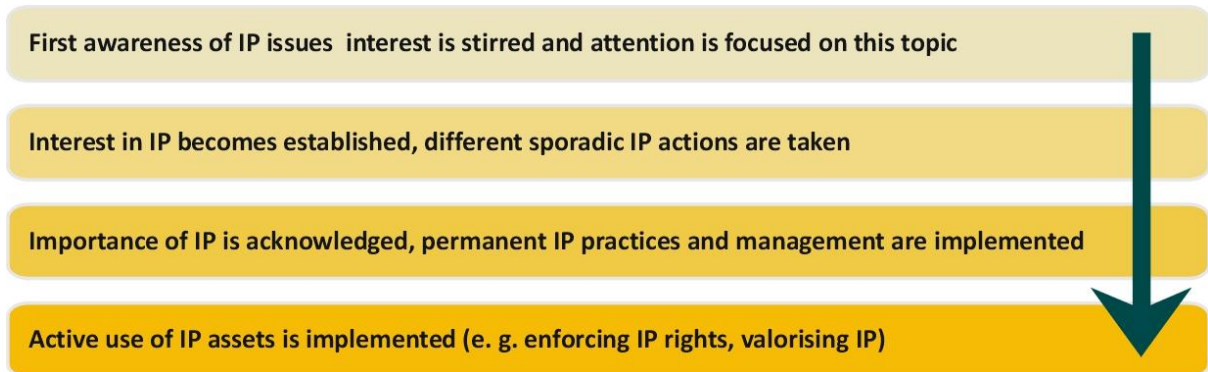 First awareness of IP issues  interest is stirred and attention is focused on this topic
Interest in IP becomes established, different sporadic IP actions are taken
Importance of IP is acknowledged, permanent IP practices and management are implemented
Active use of IP assets is implemented (e. g. enforcing IP rights, valorising IP)